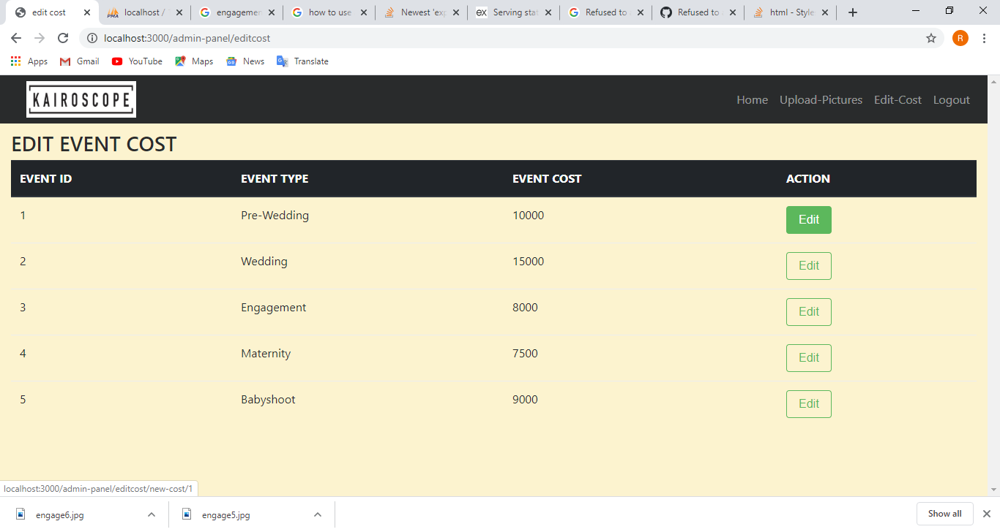 edit cost
localhost /
engagemen
how to use
Newest 'exp
Serving stat
Refused to
Refused to
html - Style
localhost:3000/admin-panel/editcost
R
Apps Gmail YouTube Maps News Translate
KAIROSCOPE
Home Upload-Pictures Edit-Cost Logout
EDIT EVENT COST
EVENT ID EVENT TYPE EVENT COST ACTION
1 Pre-Wedding 10000 Edit
2 Wedding 15000 Edit
3 Engagement 8000 Edit
4 Maternity 7500 Edit
5 Babyshoot 9000 Edit
localhost:3000/admin-panel/editcost/new-cost/1
engage6.jpg engage5.jpg Show all